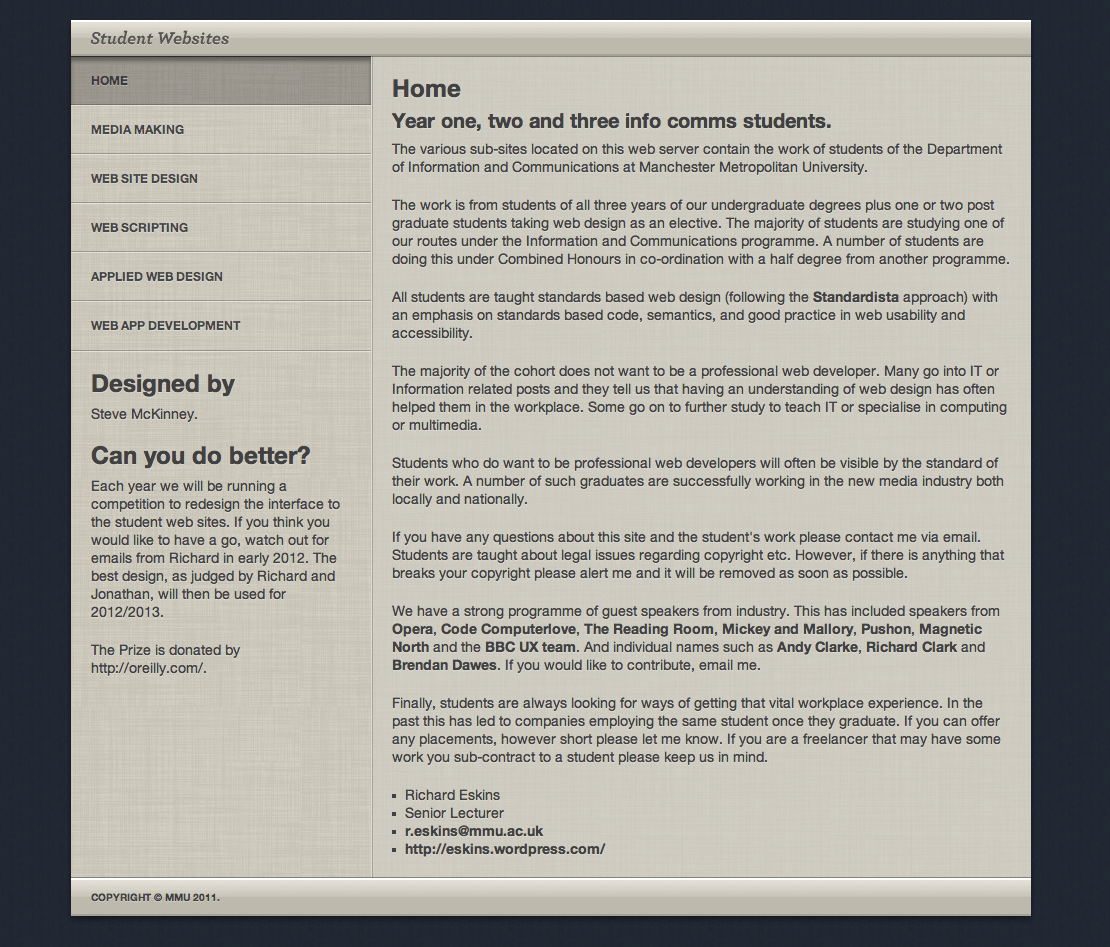 Student Websites
HOME
MEDIA MAKING
WEB SITE DESIGN
WEB SCRIPTING
APPLIED WEB DESIGN
WEB APP DEVELOPMENT
Designed by
Steve McKinney.
Can you do better?
Each year we will be running a
competition to redesign the interface to
the student web sites. If you think you
would like to have a go, watch out for
emails from Richard in early 2012. The
best design, as judged by Richard and
Jonathan, will then be used for
2012/2013.
The Prize is donated by
http://oreilly.com/.
Home
Year one, two and three info comms students.
The various sub-sites located on this web server contain the work of students of the Department
of Information and Communications at Manchester Metropolitan University.
The work is from students of all three years of our undergraduate degrees plus one or two post
graduate students taking web design as an elective. The majority of students are studying one of
our routes under the Information and Communications programme. A number of students are
doing this under Combined Honours in co-ordination with a half degree from another programme.
All students are taught standards based web design (following the Standardista approach) with
an emphasis on standards based code, semantics, and good practice in web usability and
accessibility.
The majority of the cohort does not want to be a professional web developer. Many go into IT or
Information related posts and they tell us that having an understanding of web design has often
helped them in the workplace. Some go on to further study to teach IT or specialise in computing
or multimedia.
Students who do want to be professional web developers will often be visible by the standard of
their work. A number of such graduates are successfully working in the new media industry both
locally and nationally.
If you have any questions about this site and the student's work please contact me via email.
Students are taught about legal issues regarding copyright etc. However, if there is anything that
breaks your copyright please alert me and it will be removed as soon as possible.
We have a strong programme of guest speakers from industry. This has included speakers from
Opera, Code Computerlove, The Reading Room, Mickey and Mallory, Pushon, Magnetic
North and the BBC UX team. And individual names such as Andy Clarke, Richard Clark and
Brendan Dawes. If you would like to contribute, email me.
Finally, students are always looking for ways of getting that vital workplace experience. In the
past this has led to companies employing the same student once they graduate. If you can offer
any placements, however short please let me know. If you are a freelancer that may have some
work you sub-contract to a student please keep us in mind.
Richard Eskins
Senior Lecturer
r.eskins@mmu.ac.uk
http://eskins.wordpress.com/
COPYRIGHT © MMU 2011.